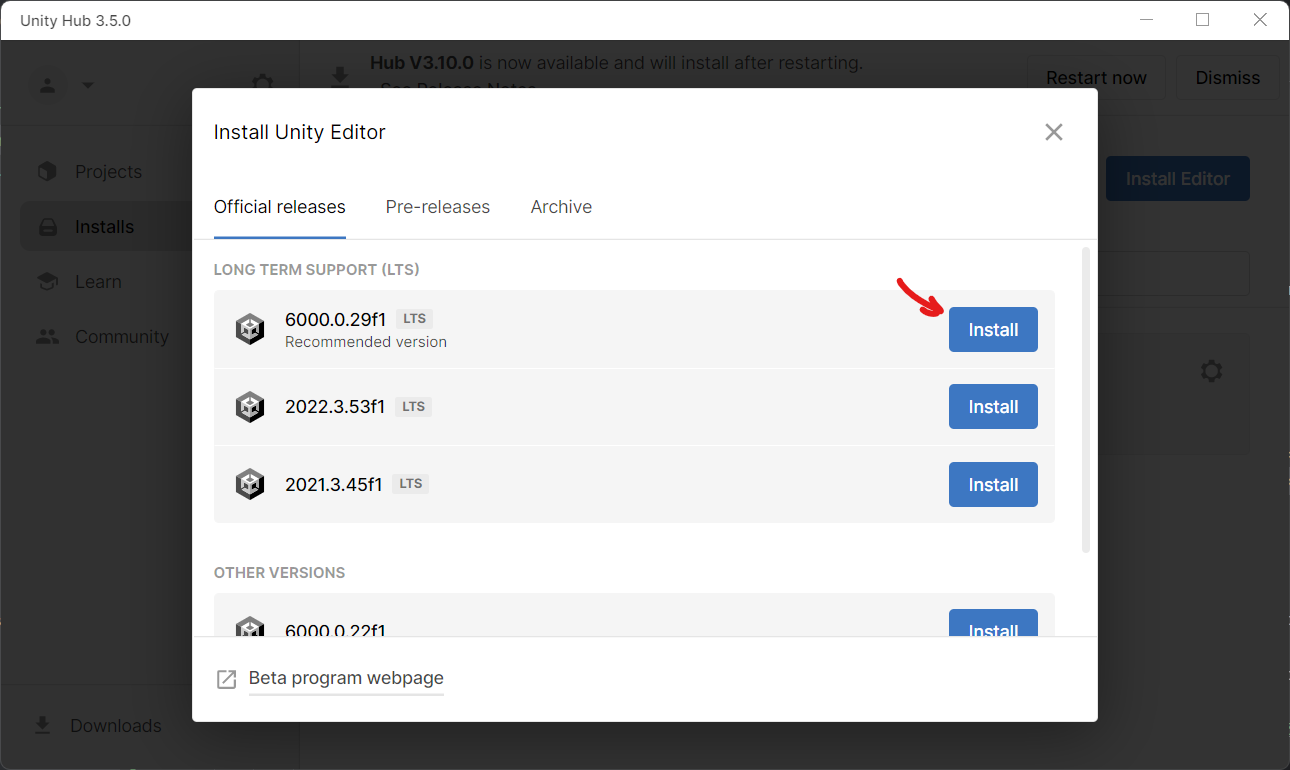 Unity Hub 3.5.0
Hub V3.10.0 is now available and will install after restarting.
See Release Notes
Restart now
Dismiss
Install Unity Editor
Projects
Installs
Learn
Community
Install Editor
Official releases
Pre-releases
Archive
LONG TERM SUPPORT (LTS)
6000.0.29f1 LTS
Recommended version
Install
2022.3.53f1 LTS
Install
2021.3.45f1 LTS
Install
OTHER VERSIONS
6000.0.22f1
Install
Beta program webpage
Downloads